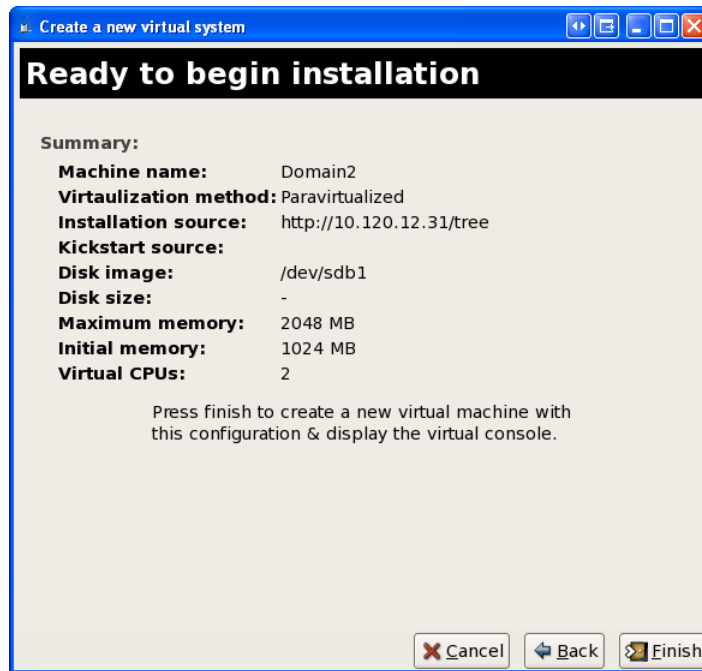 Create a new virtual system
Ready to begin installation
Summary:
Machine name: Domain2
Virtaulization method: Paravirtualized
Installation source: http://10.120.12.31/tree
Kickstart source:
Disk image: /dev/sdb1
Disk size: -
Maximum memory: 2048 MB
Initial memory: 1024 MB
Virtual CPUs: 2
Press finish to create a new virtual machine with
this configuration & display the virtual console.
Cancel Back Finish